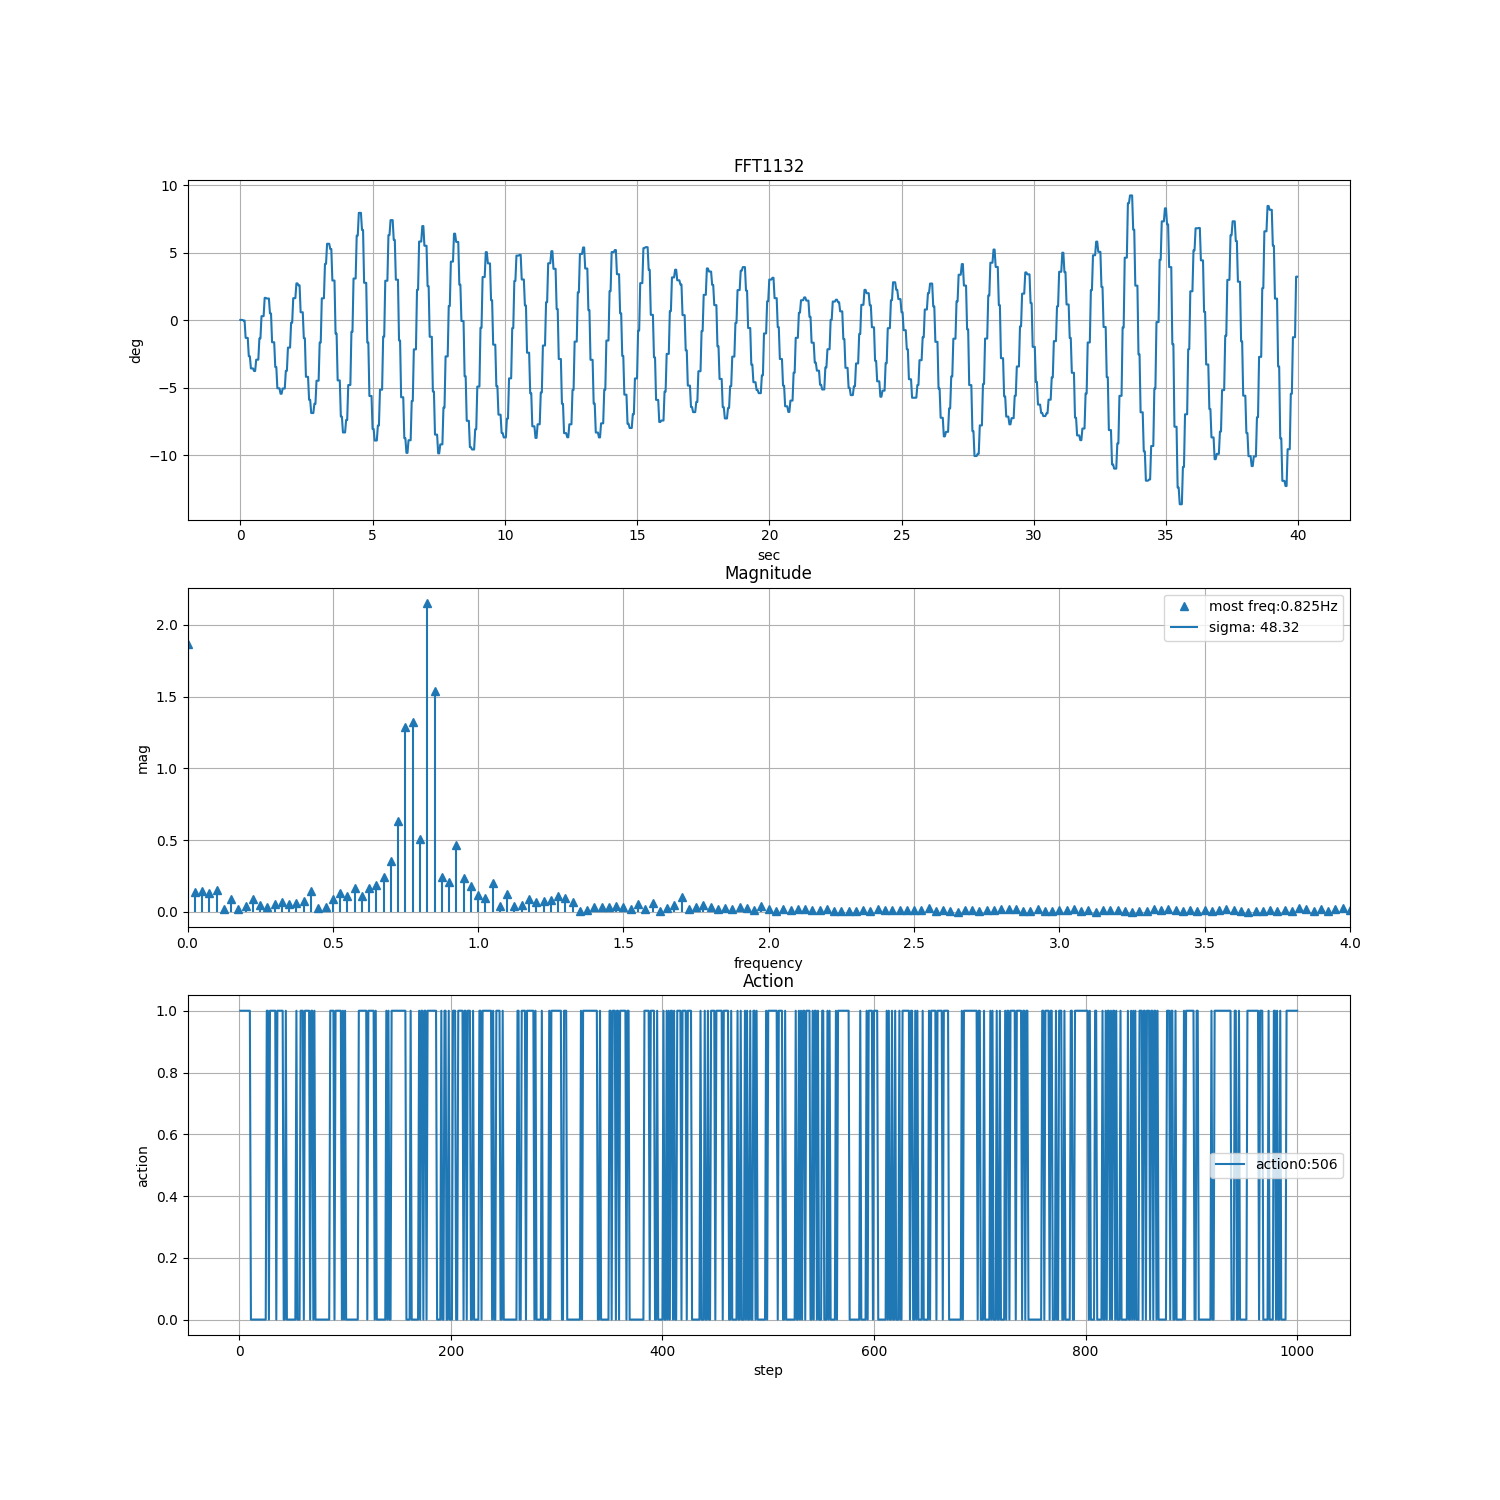 FFT1132
10
5
0
−5
−10
deg
0 5 10 15 20 25 30 35 40
sec
Magnitude
most freq:0.825Hz
sigma: 48.32
2.0
1.5
1.0
0.5
0.0
mag
0.0 0.5 1.0 1.5 2.0 2.5 3.0 3.5 4.0
frequency
Action
1.0
0.8
0.6
0.4
0.2
0.0
action
action0:506
0 200 400 600 800 1000
step